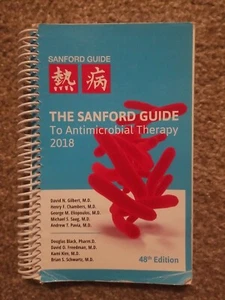 SANFORD GUIDE
熱病
THE SANFORD GUIDE
To Antimicrobial Therapy
2018
David N. Gilbert, M.D.
Henry F. Chambers, M.D.
George M. Eliopoulos, M.D.
Michael S. Saag, M.D.
Andrew T. Pavia, M.D.
Douglas Black, Pharm.D.
David O. Freedman, M.D.
Kami Kim, M.D.
Brian S. Schwartz, M.D.
48th Edition